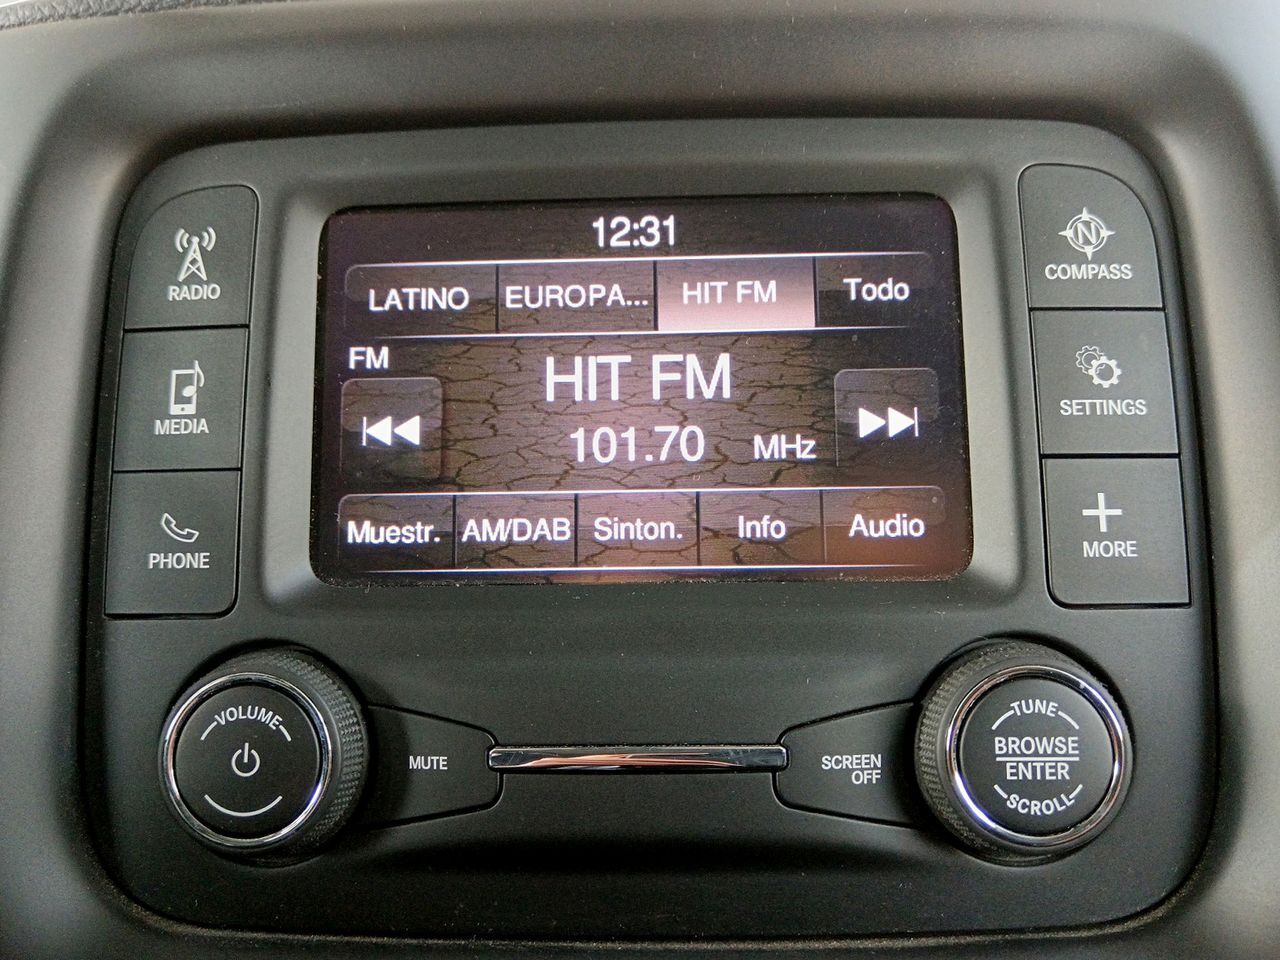 12:31
LATINO EUROPA... HIT FM Todo
FM
HIT FM
101.70 MHz
Muestr. AM/DAB Sinton. Info Audio
RADIO
MEDIA
PHONE
N
COMPASS
SETTINGS
MORE
VOLUME
MUTE
SCREEN
OFF
TUNE
BROWSE
ENTER
SCROLL